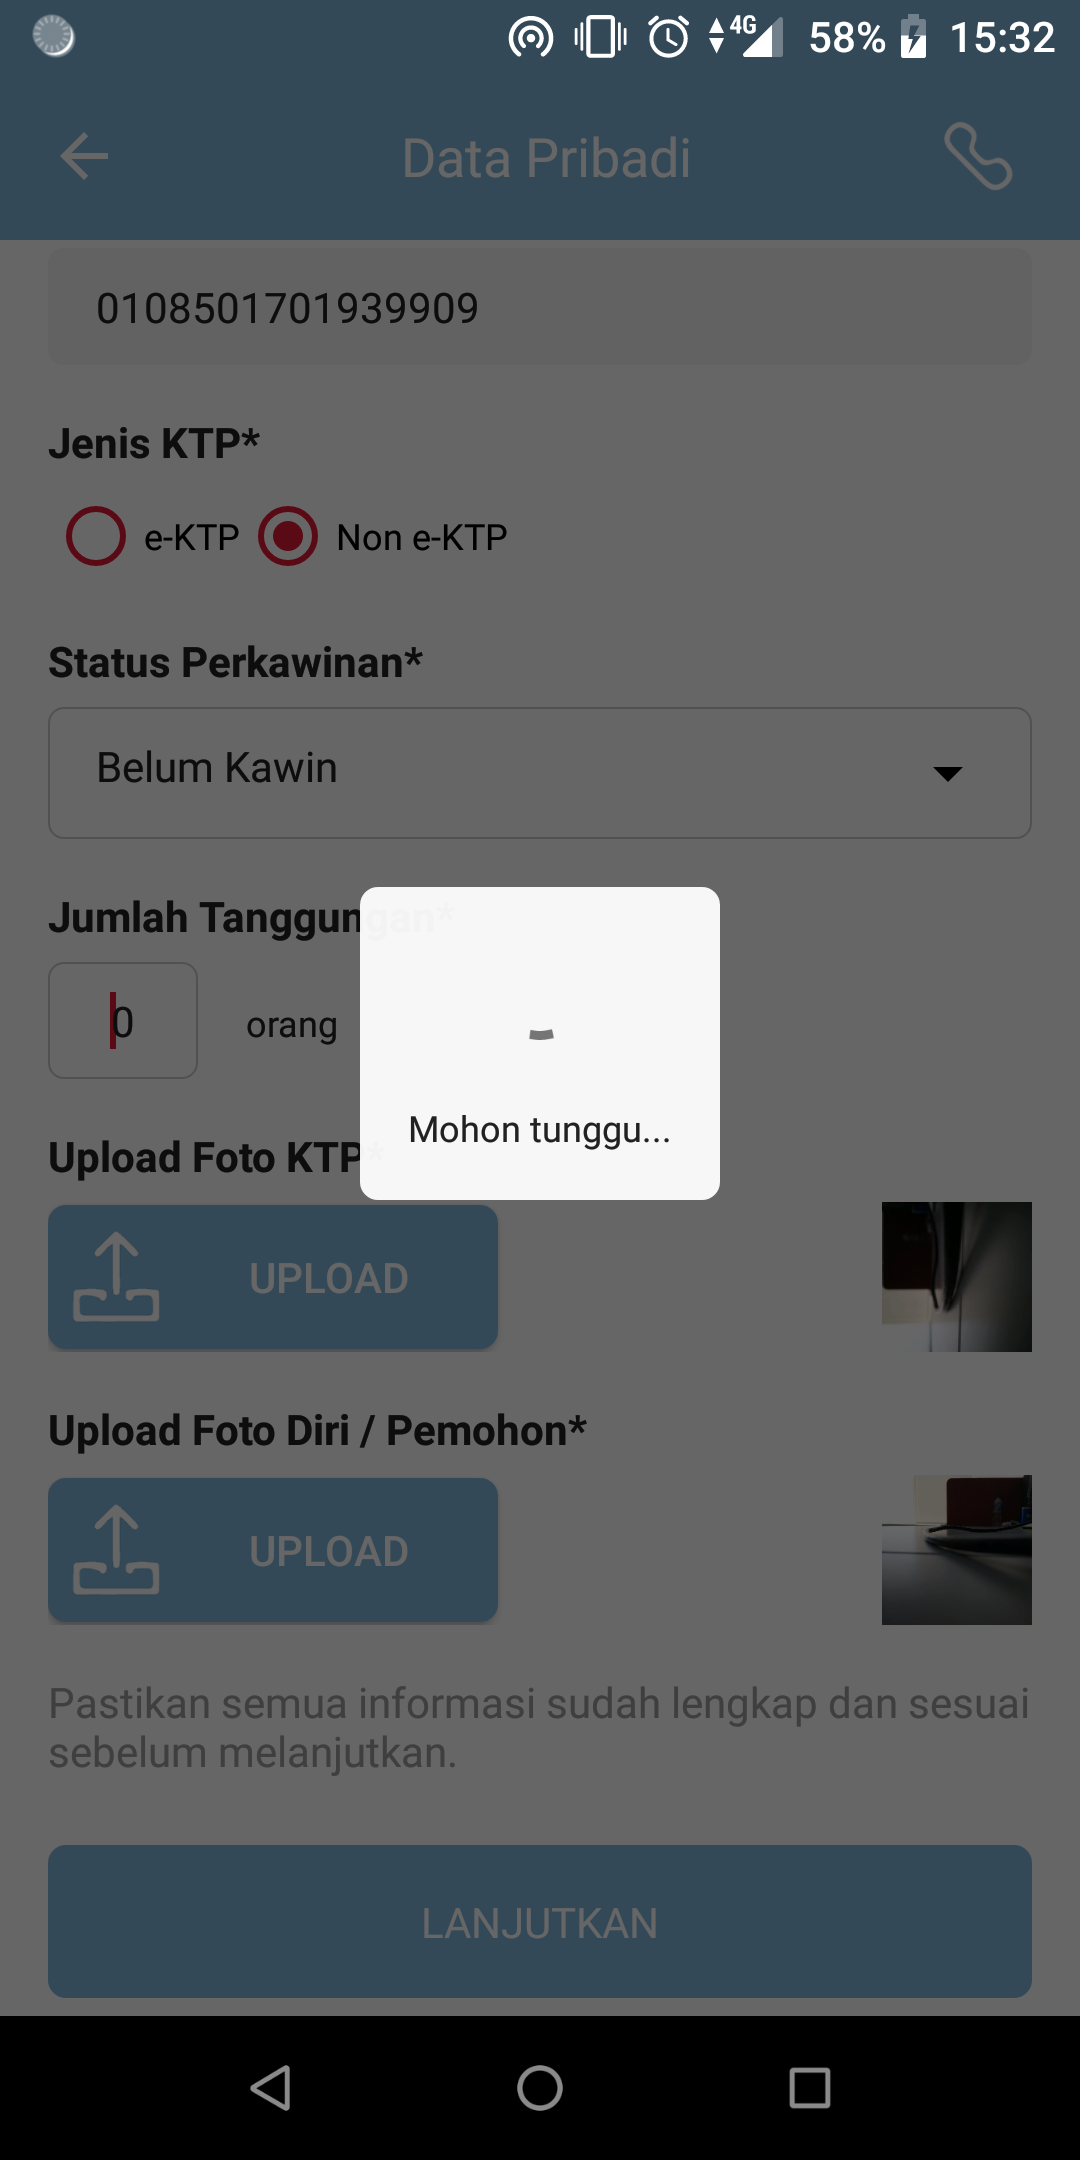 4G 58% 15:32
Data Pribadi
0108501701939909
Jenis KTP*
e-KTP Non e-KTP
Status Perkawinan*
Belum Kawin
Jumlah Tanggungan*
0 orang
Mohon tunggu...
Upload Foto KTP*
UPLOAD
Upload Foto Diri / Pemohon*
UPLOAD
Pastikan semua informasi sudah lengkap dan sesuai
sebelum melanjutkan.
LANJUTKAN